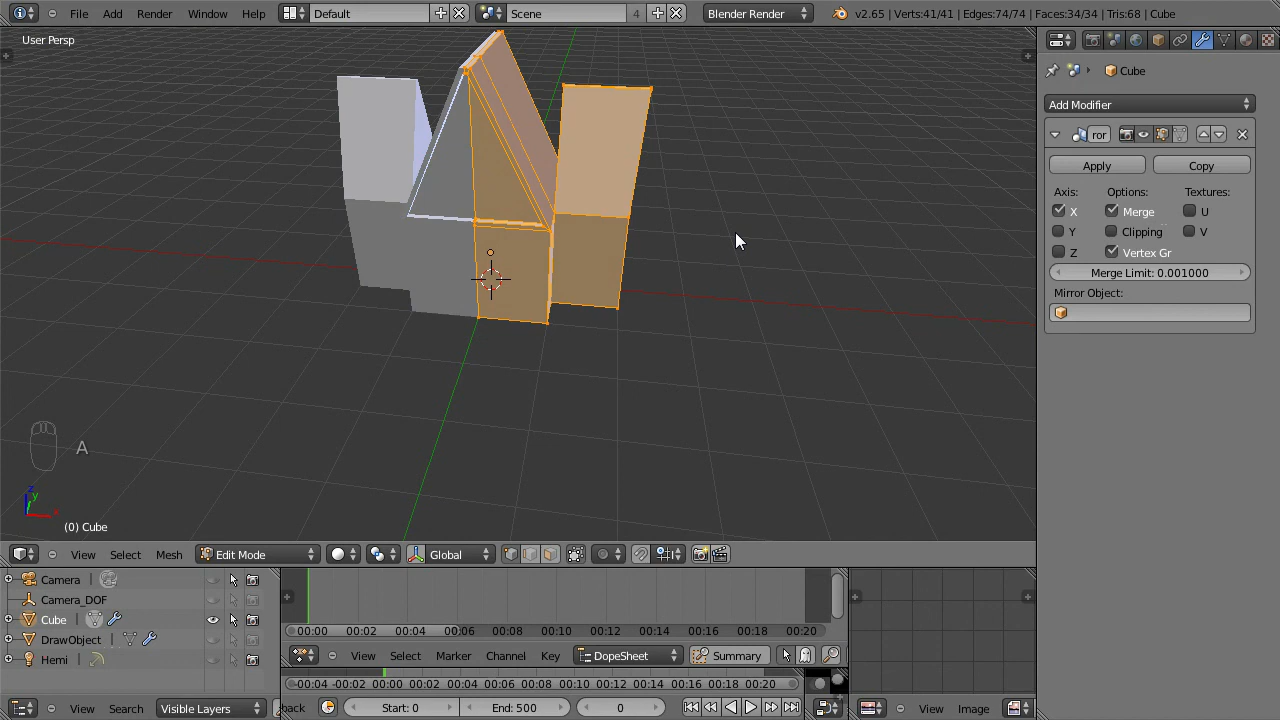 File Add Render Window Help Default Scene 4 Blender Render v2.65 | Verts:41/41 | Edges:74/74 | Faces:34/34 | Tris:68 | Cube
User Persp
Cube
Add Modifier
ror
Apply Copy
Axis: Options: Textures:
X Merge U
Y Clipping V
Z Vertex Gr
Merge Limit: 0.001000
Mirror Object:
A
z
y
x
(0) Cube
View Select Mesh Edit Mode Global
Camera
Camera_DOF
Cube
DrawObject
Hemi
00:00 00:02 00:04 00:06 00:08 00:10 00:12 00:14 00:16 00:18 00:20
View Select Marker Channel Key DopeSheet Summary
-00:04 -00:02 00:00 00:02 00:04 00:06 00:08 00:10 00:12 00:14 00:16 00:18 00:20
View Search Visible Layers back Start: 0 End: 500 0 View Image